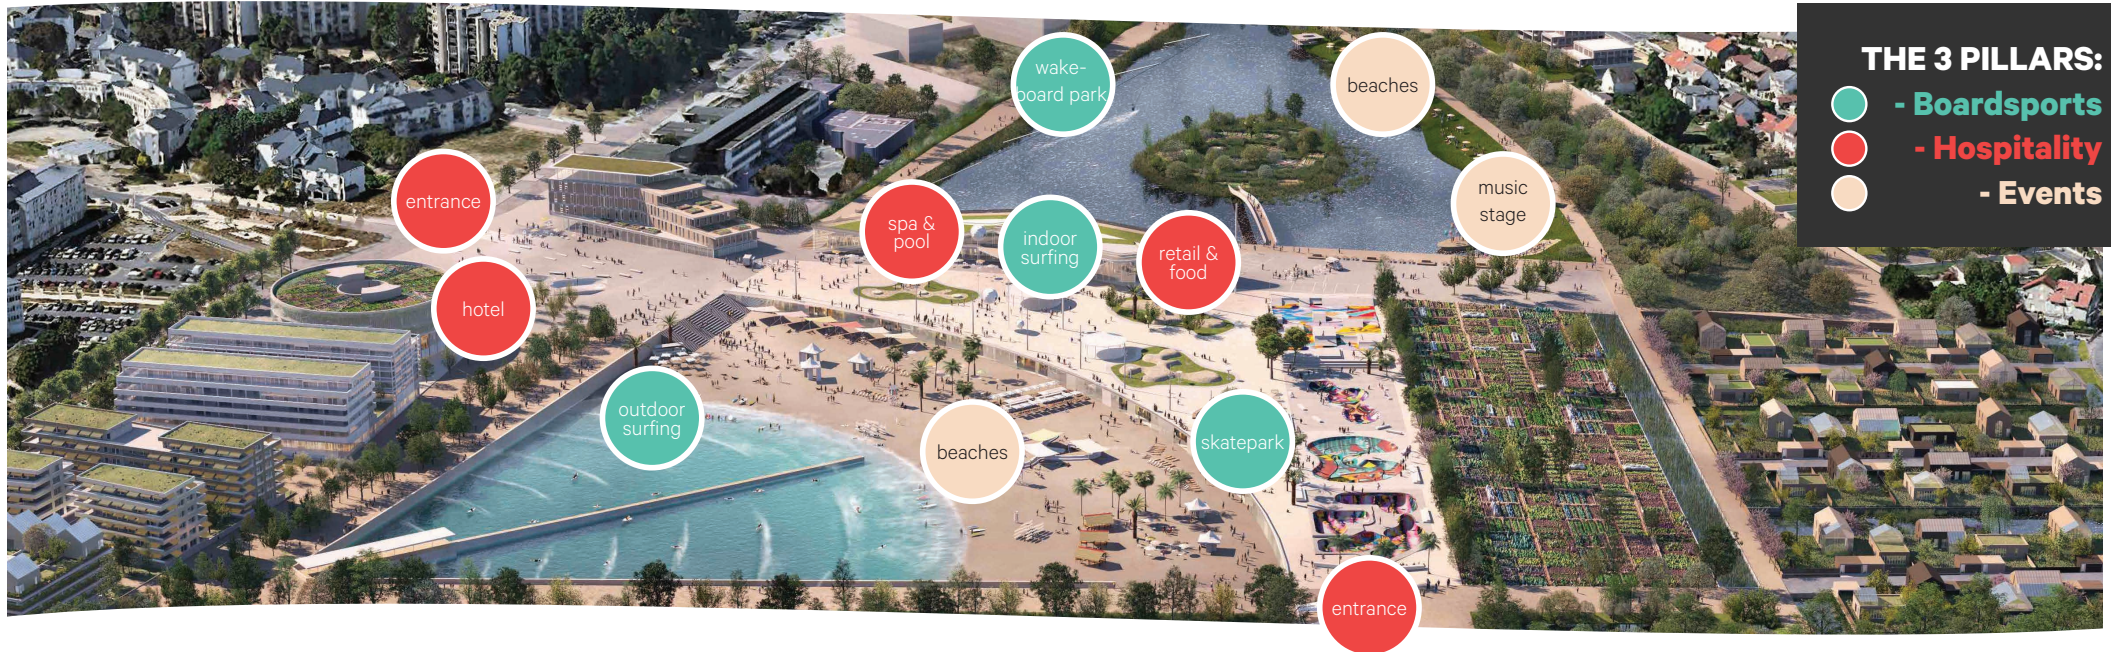 THE 3 PILLARS:
- Boardsports
- Hospitality
- Events
wake-
board park
beaches
entrance
music
stage
spa &
pool
indoor
surfing
retail &
food
hotel
outdoor
surfing
beaches
skatepark
entrance